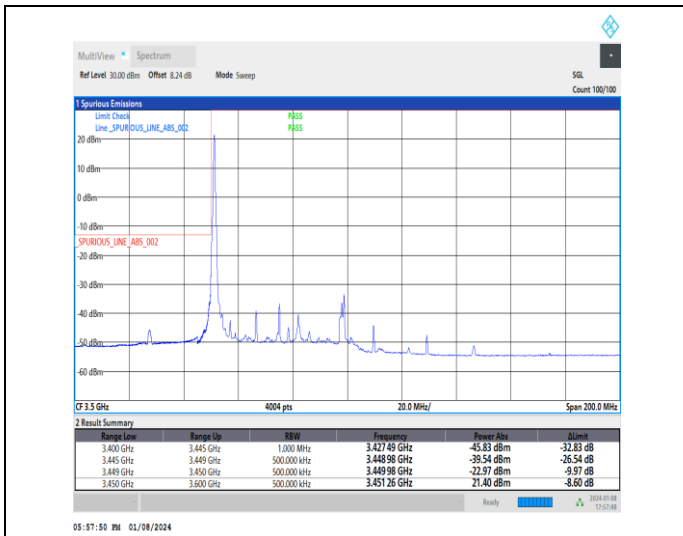 MultiView Spectrum
Ref Level 30.00 dBm Offset 8.24 dB Mode Sweep SGL
Count 100/100
1 Spurious Emissions
Limit Check PASS
Line _SPURIOUS_LINE_ABS_002 PASS
20 dBm
10 dBm
0 dBm
-10 dBm
_SPURIOUS_LINE_ABS_002
-20 dBm
-30 dBm
-40 dBm
-50 dBm
-60 dBm
CF 3.5 GHz 4004 pts 20.0 MHz/ Span 200.0 MHz
2 Result Summary
Range Low Range Up RBW Frequency Power Abs ΔLimit
3.400 GHz 3.445 GHz 1.000 MHz 3.427 49 GHz -45.83 dBm -32.83 dB
3.445 GHz 3.449 GHz 500.000 kHz 3.448 98 GHz -39.54 dBm -26.54 dB
3.449 GHz 3.450 GHz 500.000 kHz 3.449 98 GHz -22.97 dBm -9.97 dB
3.450 GHz 3.600 GHz 500.000 kHz 3.451 26 GHz 21.40 dBm -8.60 dB
Ready 2024-01-08
17:57:48
05:57:50 PM 01/08/2024